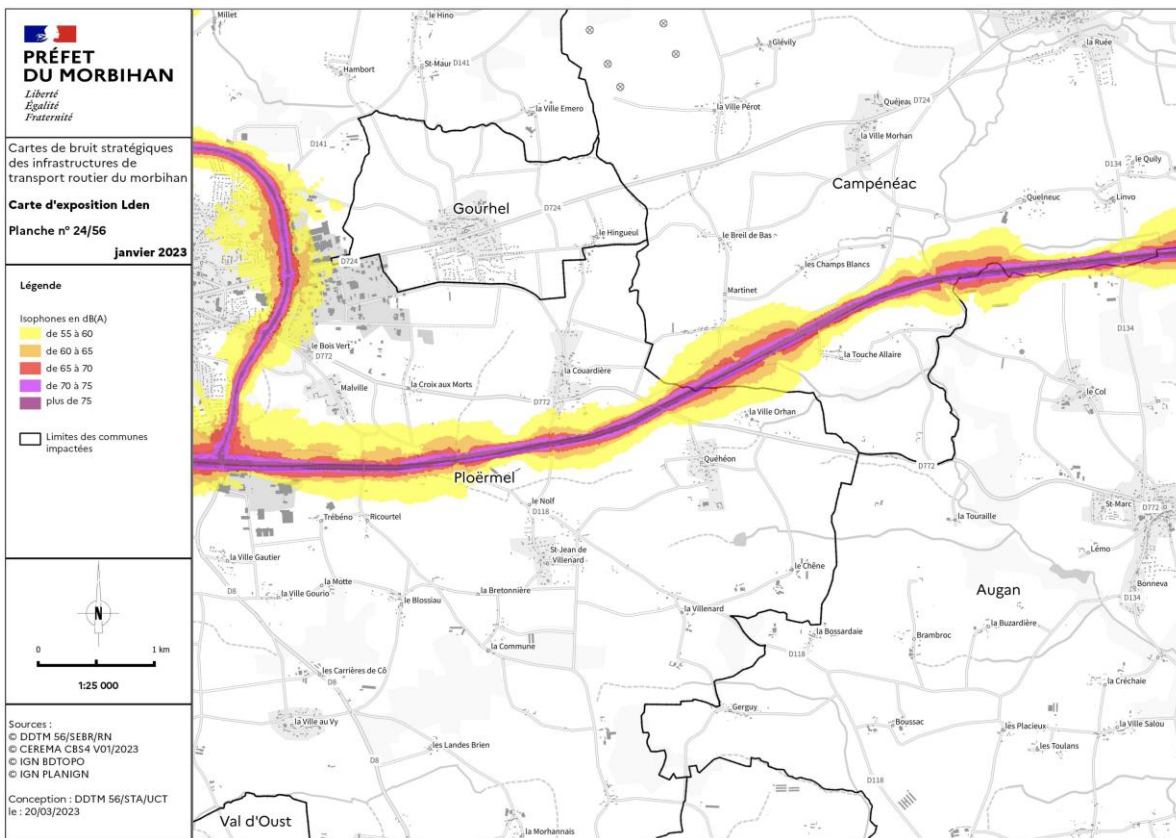 PRÉFET
DU MORBIHAN
Liberté
Égalité
Fraternité
Cartes de bruit stratégiques
des infrastructures de
transport routier du morbihan
Carte d'exposition Lden
Planche n° 24/56
janvier 2023
Légende
Isophones en dB(A)
de 55 à 60
de 60 à 65
de 65 à 70
de 70 à 75
plus de 75
Limites des communes
impactées
N
0 1 km
1:25 000
Sources :
© DDTM 56/SEBR/RN
© CEREMA CBS4 V01/2023
© IGN BDTOPO
© IGN PLANIGN
Conception : DDTM 56/STA/UCT
le : 20/03/2023
Millet
le Hino
Glévily
la Ruée
Hambort
St-Maur
D141
la Ville Emero
la Ville Pérot
Quéjeau
D724
la Ville Morhan
D141
D134
le Quily
Campénéac
Gourhel
D724
Quelneuc
Linvo
le Hingueul
le Breil de Bas
D724
les Champs Blancs
Martinet
D134
le Bois Vert
D772
la Touche Allaire
Malville
la Croix aux Morts
la Couardière
D772
le Col
la Ville Orhan
Quéhéon
D772
Ploërmel
le Nolf
D118
St-Marc
D772
Trébéno
Ricourtel
la Touraille
St-Jean de
Villenard
Lémo
la Ville Gautier
le Chêne
Bonneva
D8
la Motte
la Ville Gourio
la Bretonnière
Augan
D134
le Blossiau
la Villenard
la Bossardaie
la Buzardière
Brambroc
la Commune
D118
les Carrières de Cô
D8
la Créchaie
la Ville au Vy
Gerguy
Boussac
les Placieux
la Ville Salou
les Landes Brien
les Toulans
D8
D118
Val d'Oust
la Morhannais